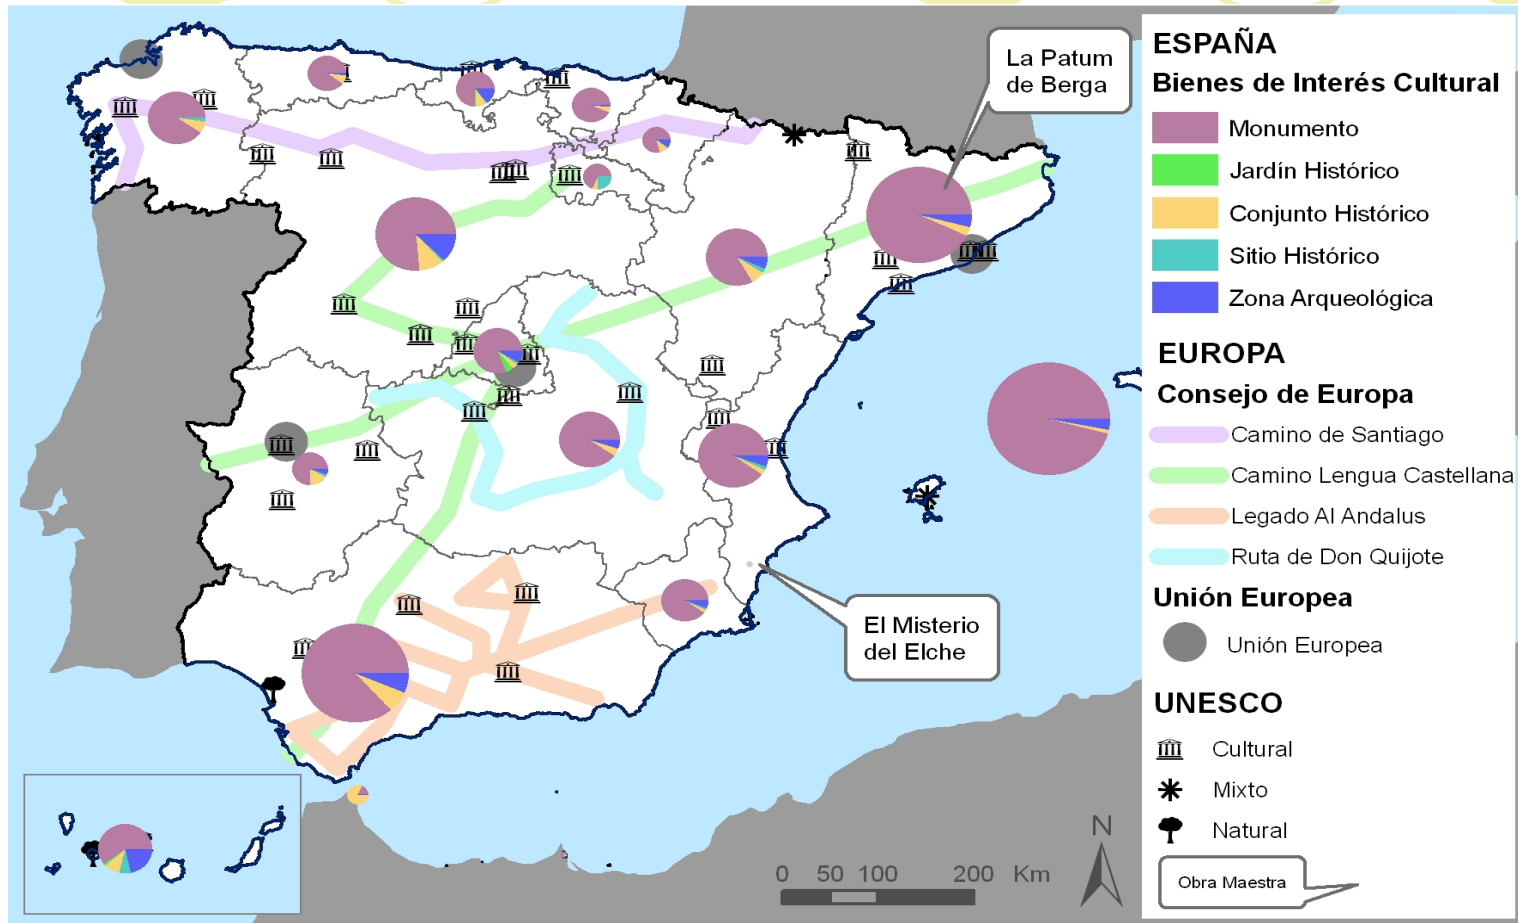 La Patum
de Berga
El Misterio
del Elche
ESPAÑA
Bienes de Interés Cultural
Monumento
Jardín Histórico
Conjunto Histórico
Sitio Histórico
Zona Arqueológica
EUROPA
Consejo de Europa
Camino de Santiago
Camino Lengua Castellana
Legado Al Andalus
Ruta de Don Quijote
Unión Europea
Unión Europea
UNESCO
Cultural
Mixto
Natural
Obra Maestra
N
0 50 100 200 Km